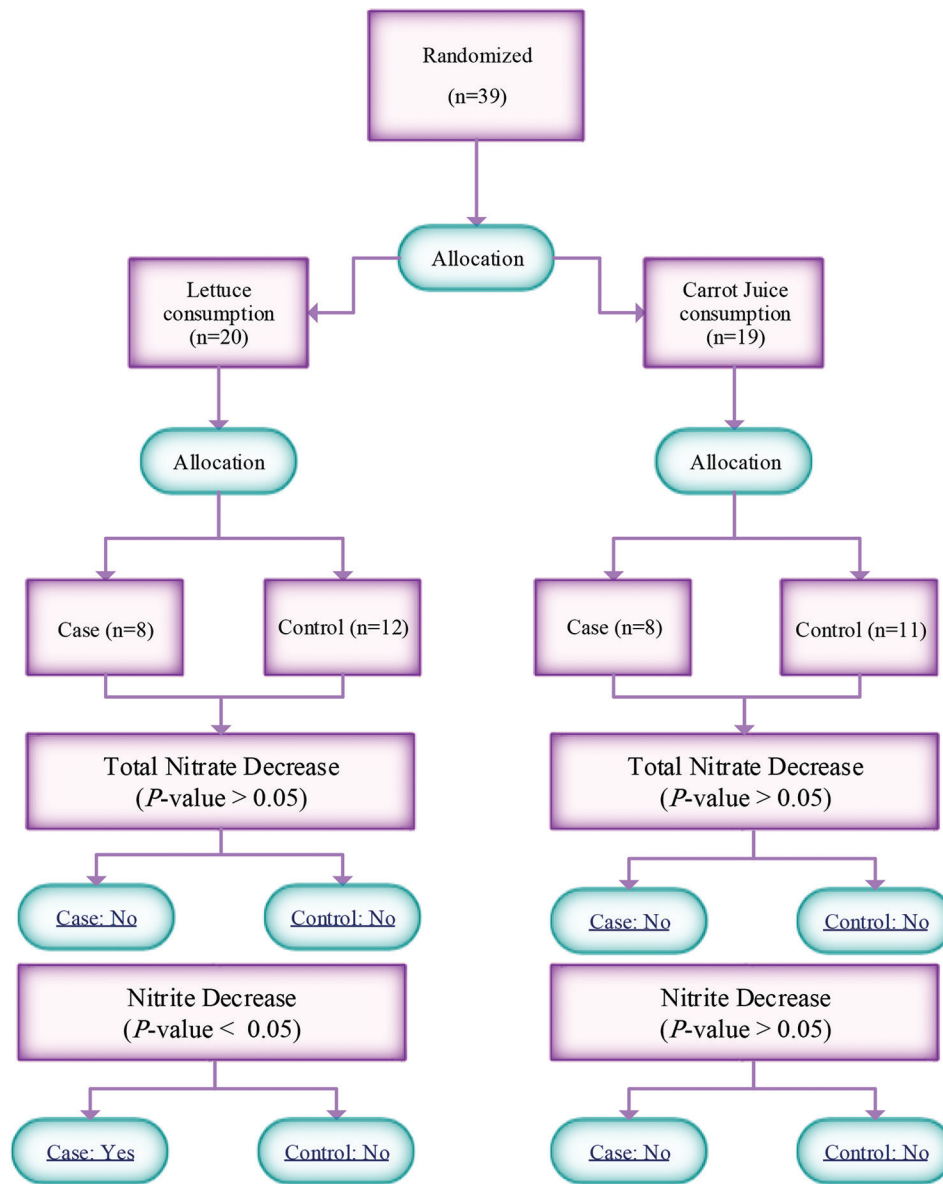 Randomized
(n=39)
Allocation
Lettuce
consumption
(n=20)
Carrot Juice
consumption
(n=19)
Allocation
Allocation
Case (n=8)
Control (n=12)
Case (n=8)
Control (n=11)
Total Nitrate Decrease
(P-value > 0.05)
Total Nitrate Decrease
(P-value > 0.05)
Case: No
Control: No
Case: No
Control: No
Nitrite Decrease
(P-value < 0.05)
Nitrite Decrease
(P-value > 0.05)
Case: Yes
Control: No
Case: No
Control: No